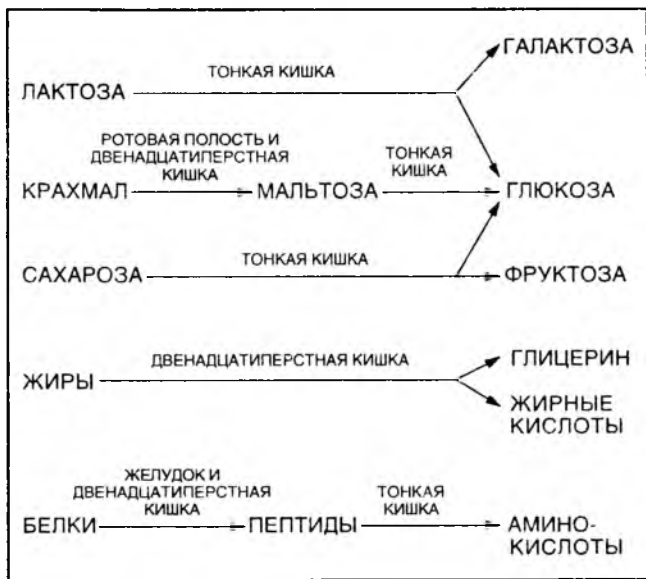 ГАЛАКТОЗА
ТОНКАЯ КИШКА
ЛАКТОЗА
РОТОВАЯ ПОЛОСТЬ И
ДВЕНАДЦАТИПЕРСТНАЯ
КИШКА
ТОНКАЯ
КИШКА
КРАХМАЛ
МАЛЬТОЗА
ГЛЮКОЗА
ТОНКАЯ КИШКА
САХАРОЗА
ФРУКТОЗА
ДВЕНАДЦАТИПЕРСТНАЯ КИШКА
ГЛИЦЕРИН
ЖИРЫ
ЖИРНЫЕ
КИСЛОТЫ
ЖЕЛУДОК И
ДВЕНАДЦАТИПЕРСТНАЯ
КИШКА
ТОНКАЯ
КИШКА
БЕЛКИ
ПЕПТИДЫ
АМИНО-
КИСЛОТЫ